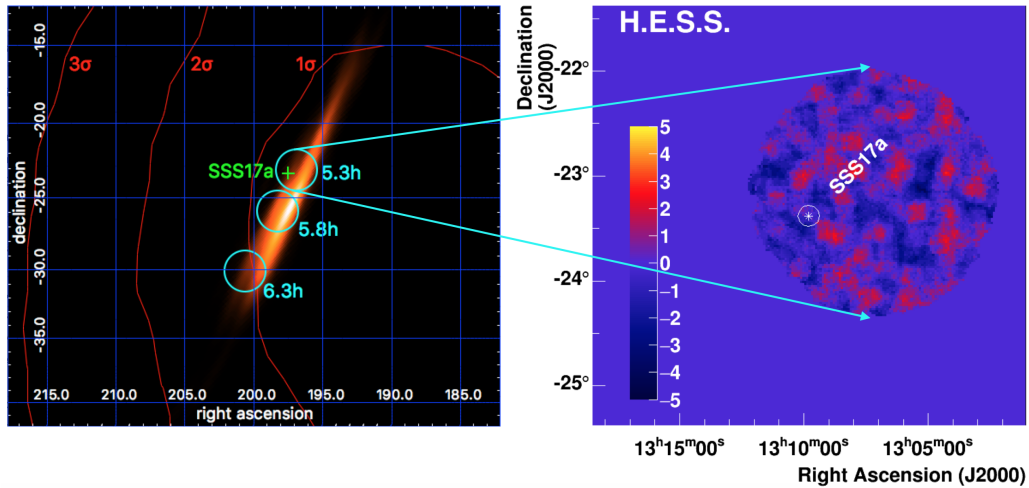 -15.0
3σ
2σ
1σ
-20.0
SSS17a
5.3h
declination
-25.0
5.8h
-30.0
6.3h
-35.0
215.0 210.0 205.0 200.0 195.0 190.0 185.0
right ascension
H.E.S.S.
Declination
(J2000)
-22°
-23°
-24°
-25°
5
4
3
2
1
0
−1
−2
−3
−4
−5
SSS17a
13h15m00s 13h10m00s 13h05m00s
Right Ascension (J2000)